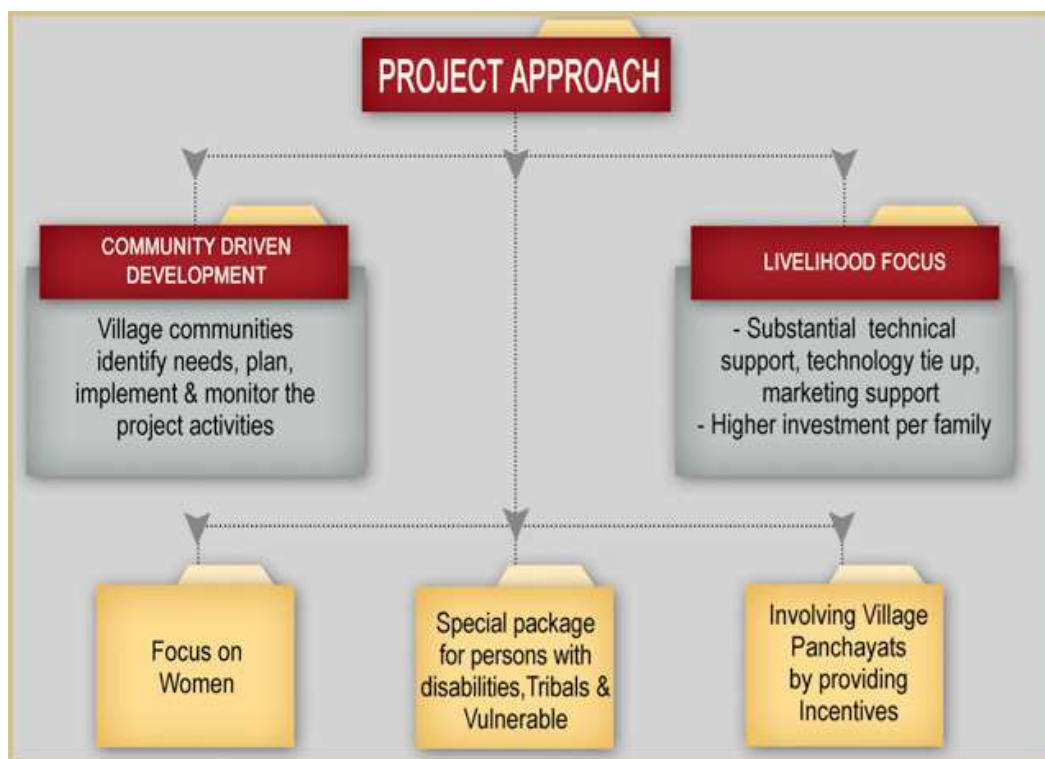 PROJECT APPROACH
COMMUNITY DRIVEN
DEVELOPMENT
Village communities
identify needs, plan,
implement & monitor the
project activities
LIVELIHOOD FOCUS
- Substantial technical
support, technology tie up,
marketing support
- Higher investment per family
Focus on
Women
Special package
for persons with
disabilities,Tribals &
Vulnerable
Involving Village
Panchayats
by providing
Incentives